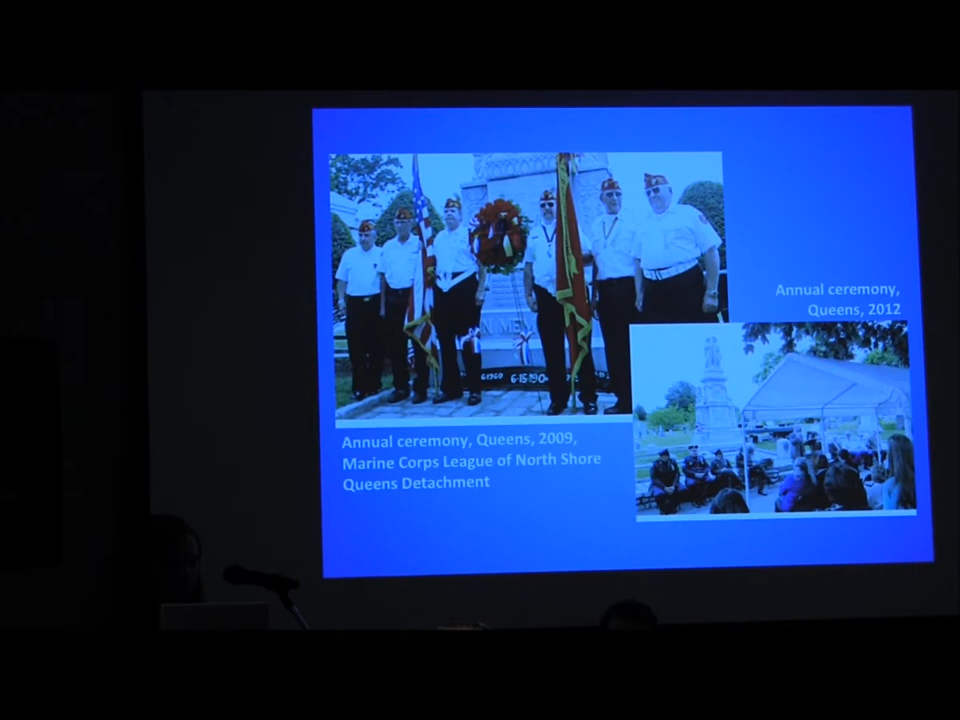 Annual ceremony,
Queens, 2012
Annual ceremony, Queens, 2009,
Marine Corps League of North Shore
Queens Detachment